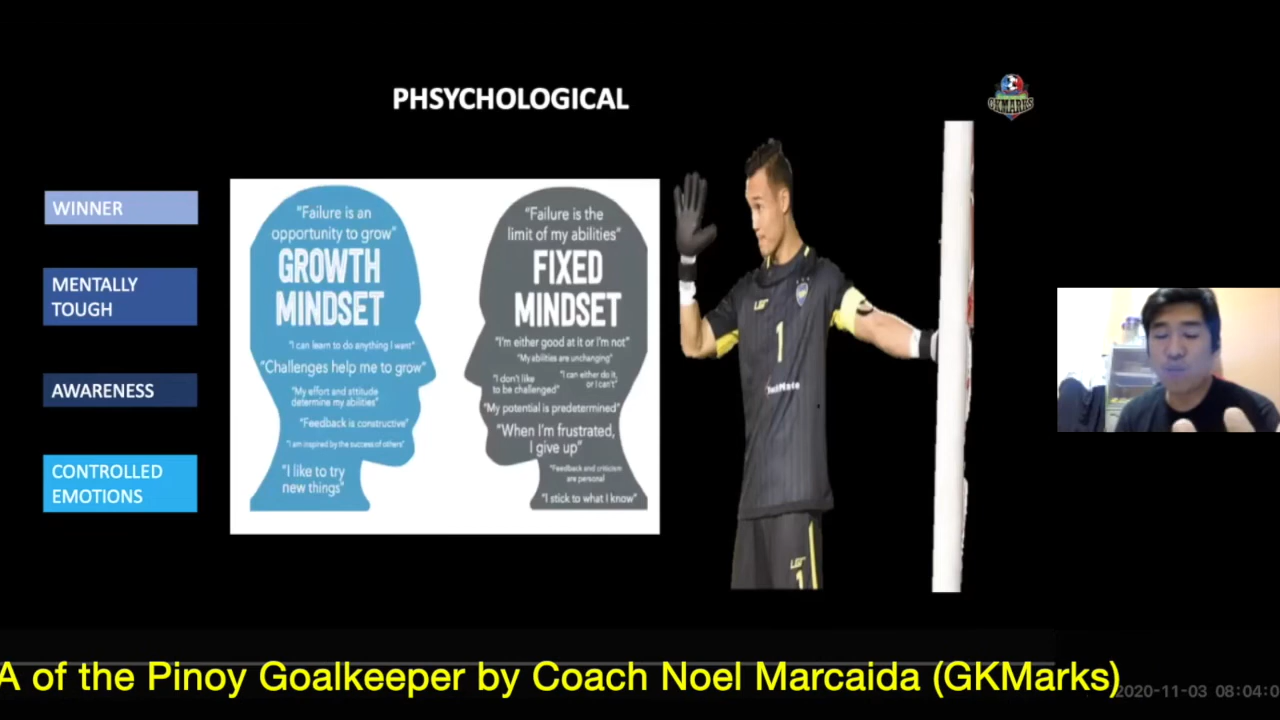 PHSYCHOLOGICAL
GKMARKS
WINNER
MENTALLY
TOUGH
AWARENESS
CONTROLLED
EMOTIONS
"Failure is an
opportunity to grow"
GROWTH
MINDSET
"I can learn to do anything I want"
"Challenges help me to grow"
"My effort and attitude
determine my abilities"
"Feedback is constructive"
"I am inspired by the success of others"
"I like to try
new things"
"Failure is the
limit of my abilities"
FIXED
MINDSET
"I'm either good at it or I'm not"
"My abilities are unchanging"
"I don't like
to be challenged"
"I can either do it,
or I can't"
"My potential is predetermined"
"When I'm frustrated,
I give up"
"Feedback and criticism
are personal"
"I stick to what I know"
1
1
A of the Pinoy Goalkeeper by Coach Noel Marcaida (GKMarks)
2020-11-03 08:04:0